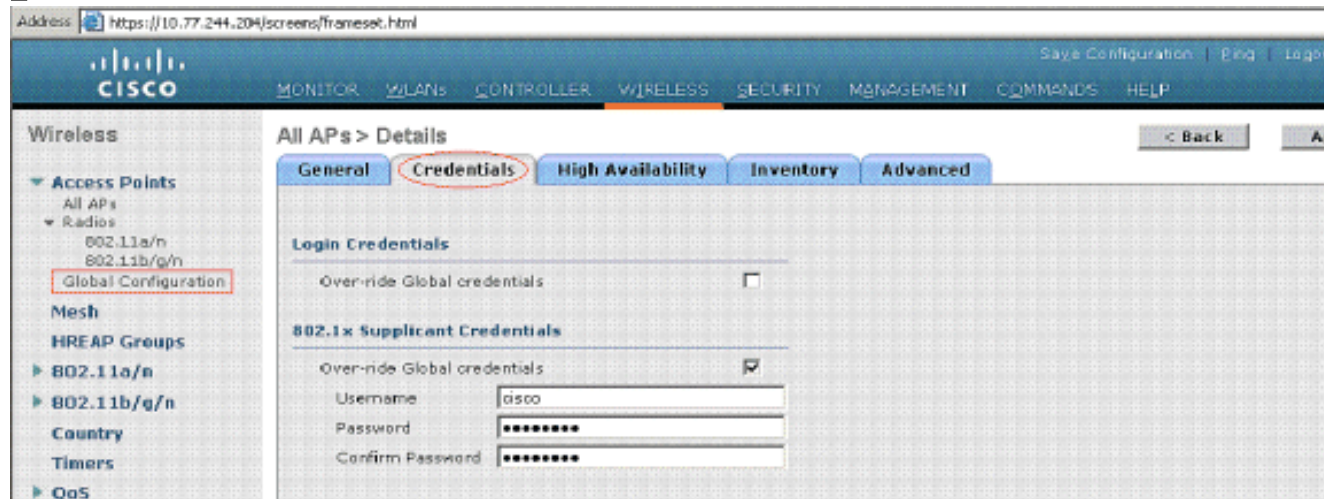 Address https://10.77.244.204/screens/frameset.html
Save Configuration | Ping | Logo
CISCO
MONITOR WLANs CONTROLLER WIRELESS SECURITY MANAGEMENT COMMANDS HELP
Wireless
Access Points
All APs
Radios
802.11a/n
802.11b/g/n
Global Configuration
Mesh
HREAP Groups
802.11a/n
802.11b/g/n
Country
Timers
QoS
All APs > Details
< Back
A
General Credentials High Availability Inventory Advanced
Login Credentials
Over-ride Global credentials
802.1x Supplicant Credentials
Over-ride Global credentials
Username cisco
Password ••••••••
Confirm Password ••••••••